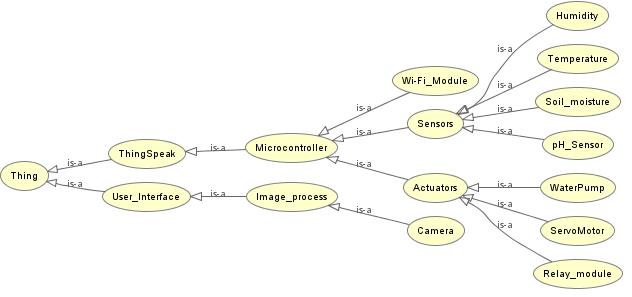 Humidity
is-a
Temperature
Wi-Fi_Module
is-a
is-a
Soil_moisture
is-a
Sensors
is-a
is-a
pH_Sensor
ThingSpeak
is-a
Microcontroller
is-a
Thing
is-a
is-a
User_Interface
is-a
Image_process
is-a
Actuators
is-a
WaterPump
is-a
Camera
is-a
ServoMotor
is-a
Relay_module